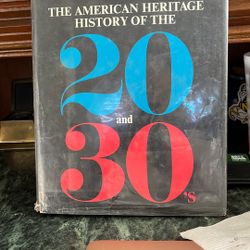 THE AMERICAN HERITAGE
HISTORY OF THE
20
and
30's